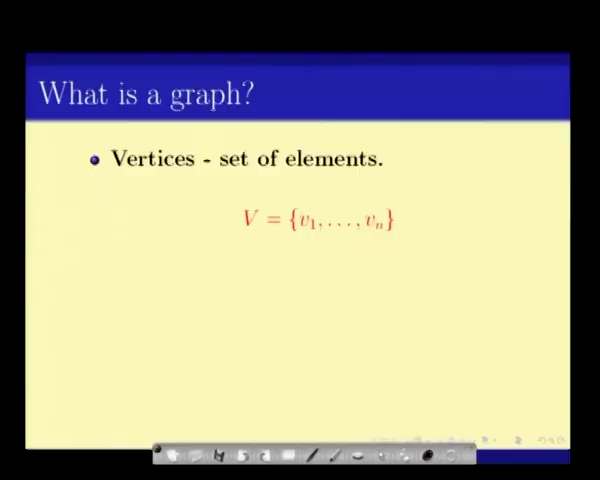 What is a graph?
Vertices - set of elements.
V = {v₁, . . . , vₙ}